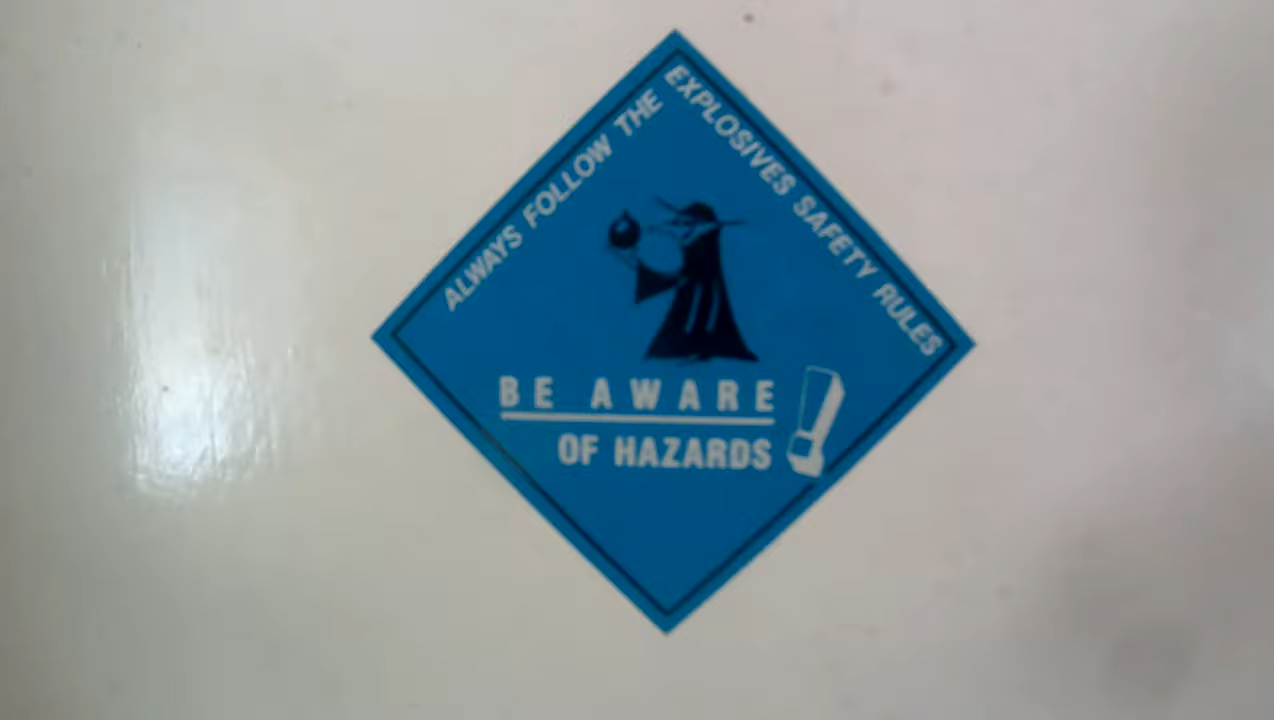 ALWAYS FOLLOW THE
EXPLOSIVES SAFETY RULES
BE AWARE
OF HAZARDS !